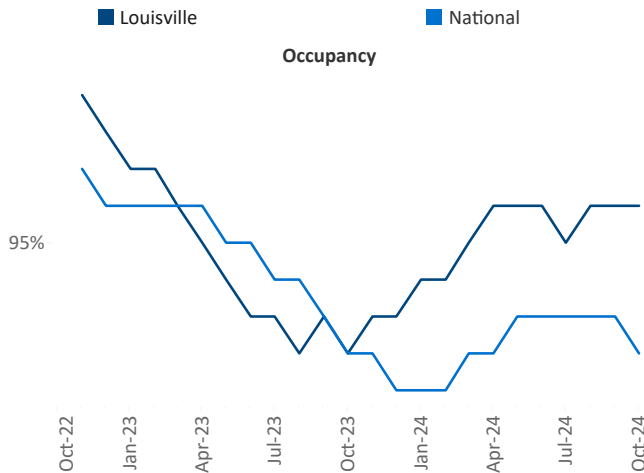 Louisville National
Occupancy
95%
Oct-22 Jan-23 Apr-23 Jul-23 Oct-23 Jan-24 Apr-24 Jul-24 Oct-24